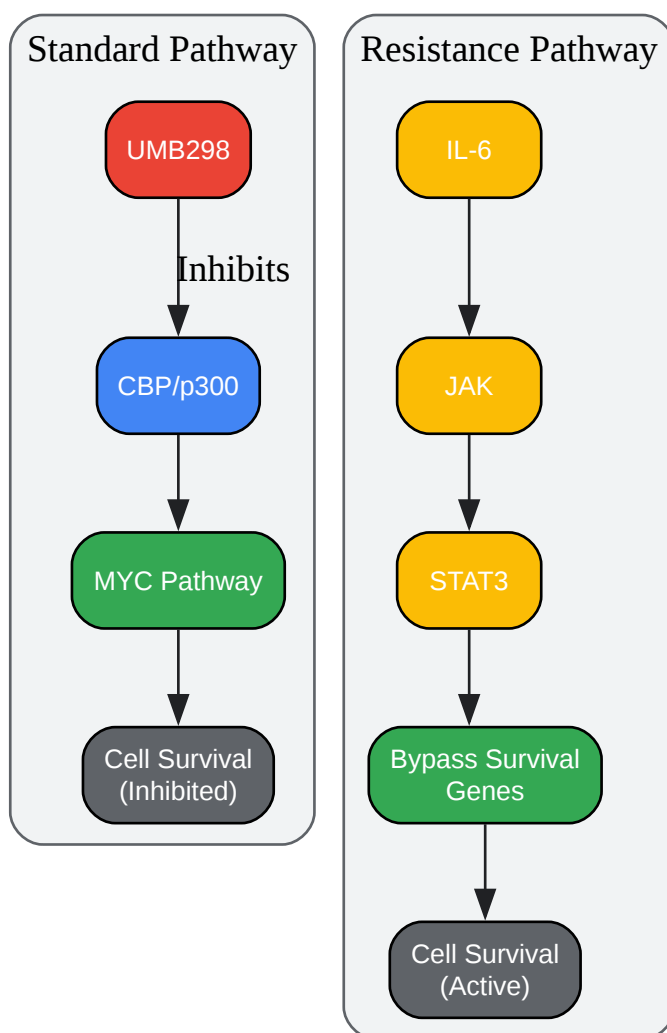 Standard Pathway
UMB298
Inhibits
CBP/p300
MYC Pathway
Cell Survival
(Inhibited)
Resistance Pathway
IL-6
JAK
STAT3
Bypass Survival
Genes
Cell Survival
(Active)